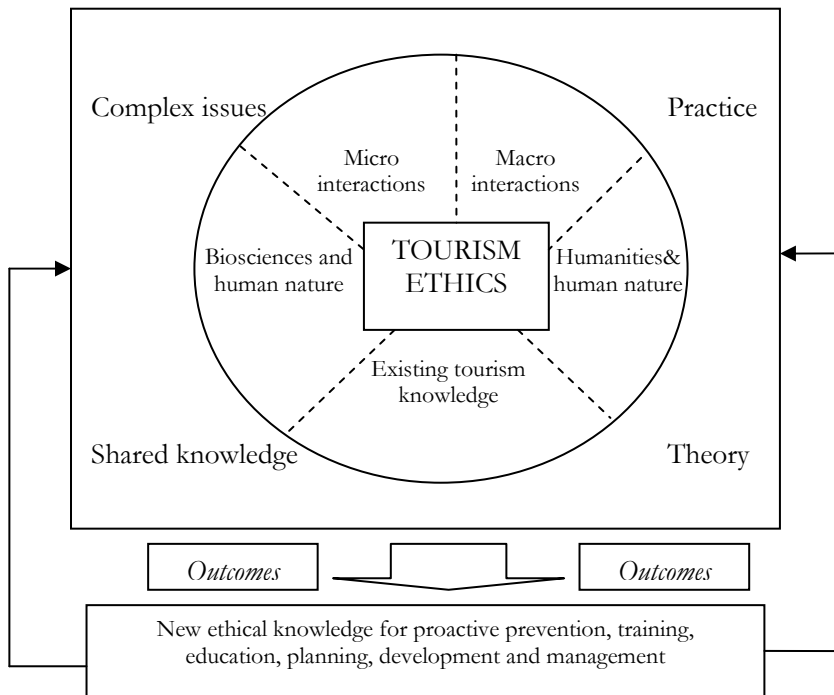 Complex issues
Practice
Micro
interactions
Macro
interactions
Biosciences and
human nature
TOURISM
ETHICS
Humanities&
human nature
Existing tourism
knowledge
Shared knowledge
Theory
Outcomes
Outcomes
New ethical knowledge for proactive prevention, training,
education, planning, development and management